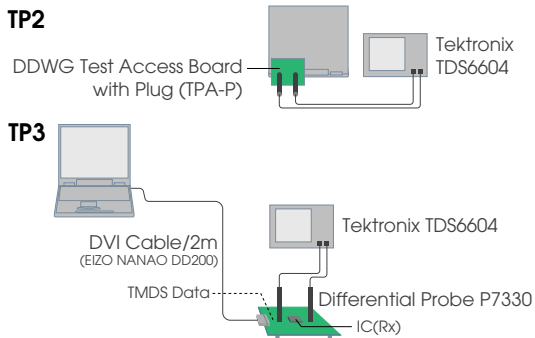 TP2
DDWG Test Access Board
with Plug (TPA-P)
Tektronix
TDS6604
TP3
DVI Cable/2m
(EIZO NANAO DD200)
Tektronix TDS6604
TMDS Data
Differential Probe P7330
IC(Rx)